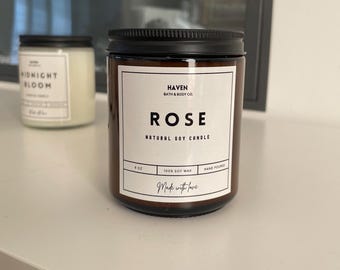 HAVEN
BATH & BODY CO.
ROSE
NATURAL SOY CANDLE
8 OZ
100% SOY WAX
HAND POURED
Made with love
MIDNIGHT
BLOOM